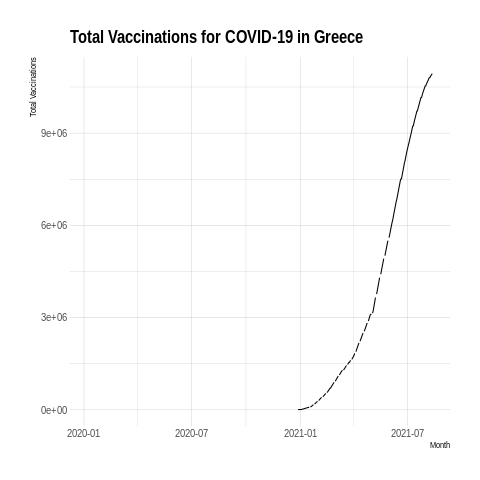 Total Vaccinations for COVID-19 in Greece
Total Vaccinations
9e+06
6e+06
3e+06
0e+00
2020-01 2020-07 2021-01 2021-07
Month